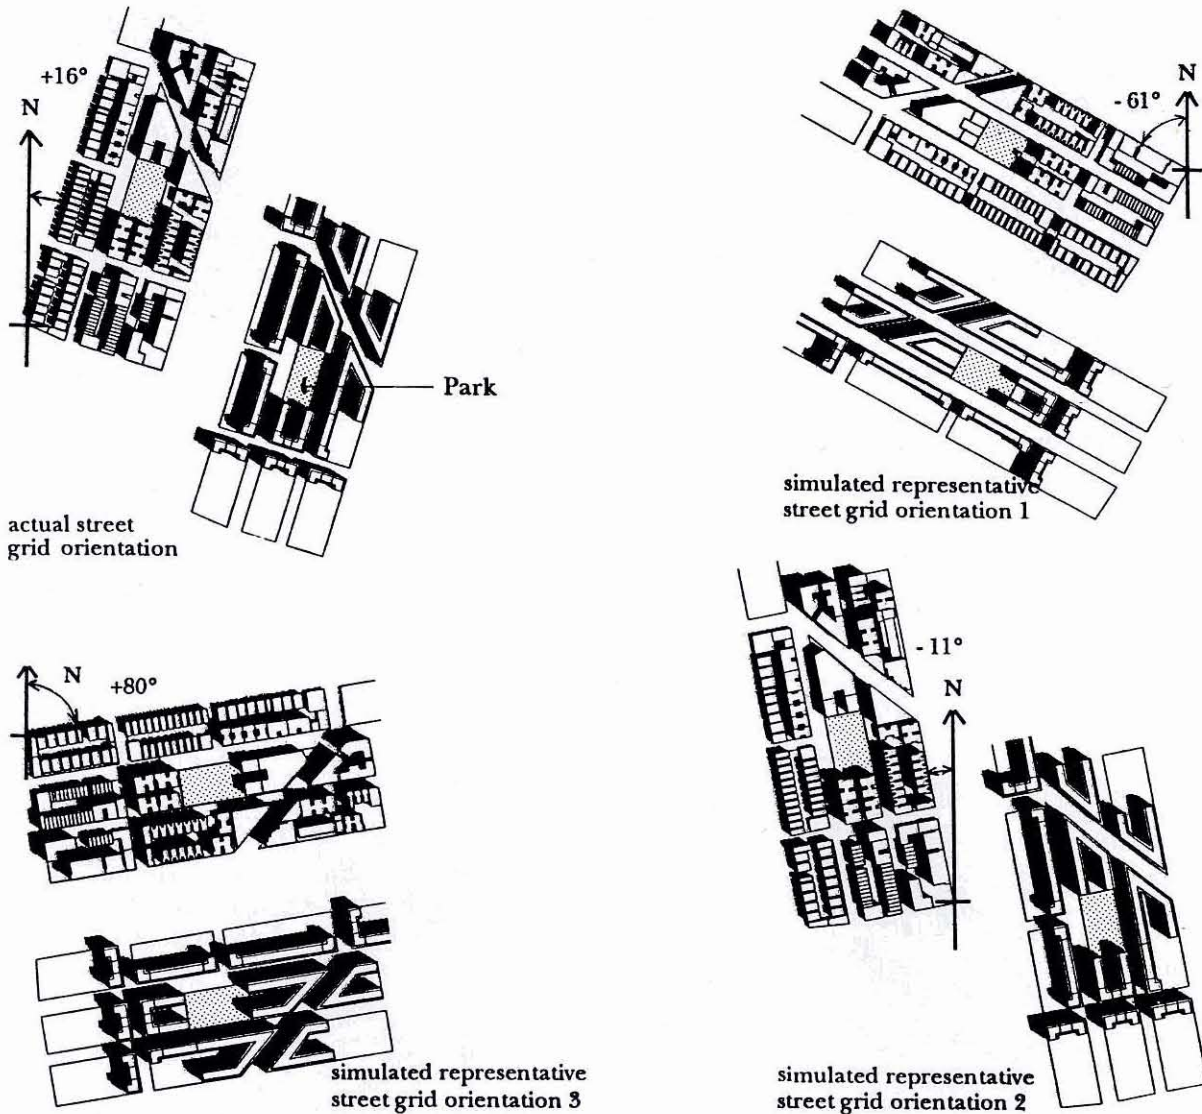 +16°
N
Park
actual street
grid orientation
- 61°
N
simulated representative
street grid orientation 1
N
+80°
simulated representative
street grid orientation 3
- 11°
N
simulated representative
street grid orientation 2